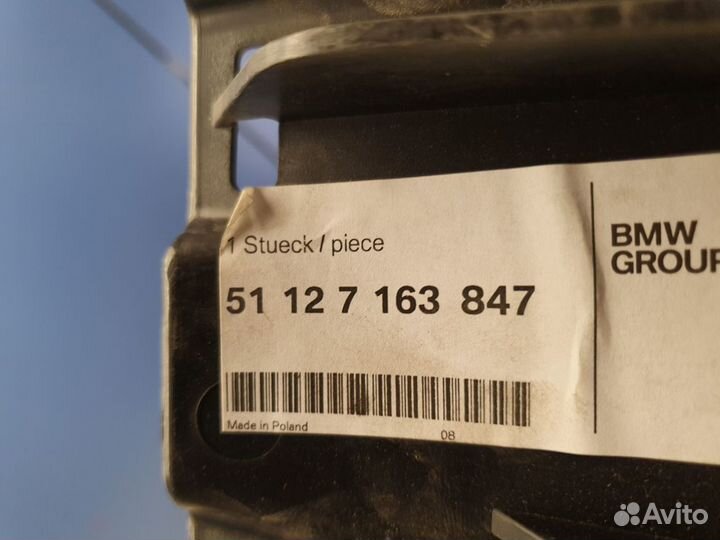 1 Stueck / piece
51 12 7 163 847
Made in Poland
08
BMW
GROUP
Avito